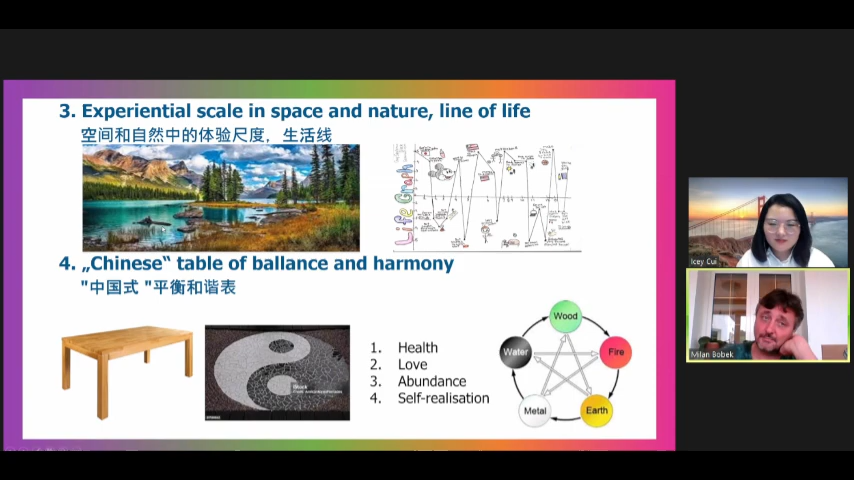 3. Experiential scale in space and nature, line of life
空间和自然中的体验尺度，生活线
Life Graph
4. „Chinese“ table of ballance and harmony
"中国式 "平衡和谐表
1. Health
2. Love
3. Abundance
4. Self-realisation
Wood
Water
Fire
Metal
Earth
Icey Cui
Milan Bobek